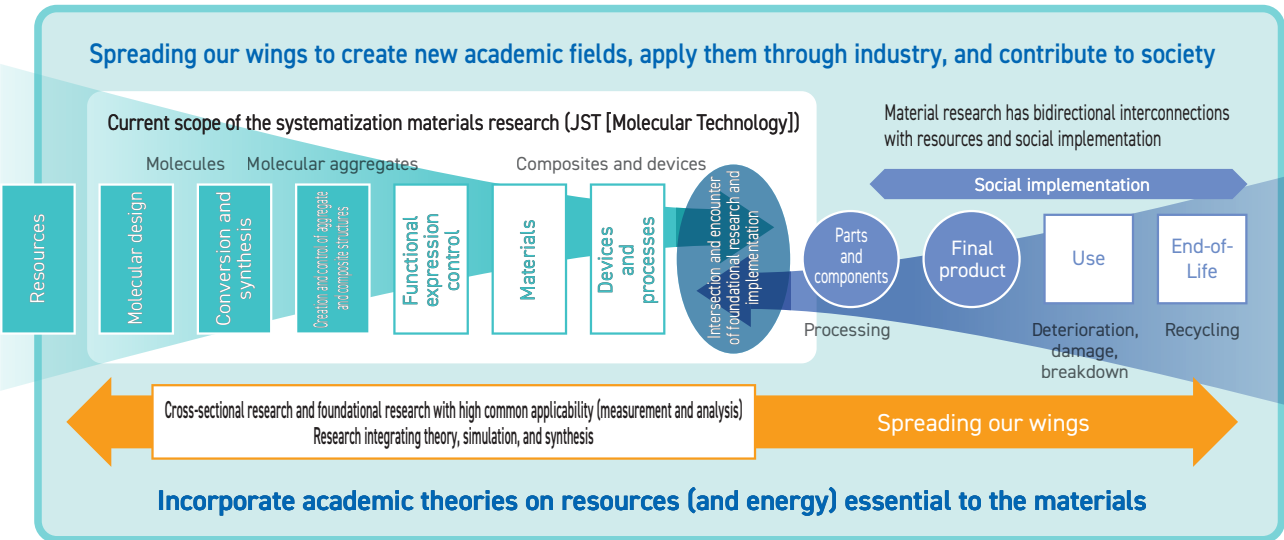 Spreading our wings to create new academic fields, apply them through industry, and contribute to society
Current scope of the systematization materials research (JST [Molecular Technology])
Material research has bidirectional interconnections
with resources and social implementation
Molecules
Molecular aggregates
Composites and devices
Social implementation
Resources
Molecular design
Conversion and
synthesis
Creation and control of aggregate
and composite structures
Functional
expression
control
Materials
Devices
and
processes
Intersection and encounter
of foundational research and
implementation
Parts
and
components
Final
product
Use
End-of-
Life
Processing
Deterioration,
damage,
breakdown
Recycling
Cross-sectional research and foundational research with high common applicability (measurement and analysis)
Research integrating theory, simulation, and synthesis
Spreading our wings
Incorporate academic theories on resources (and energy) essential to the materials